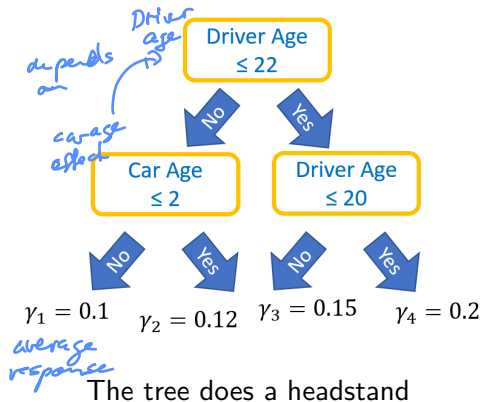 Driver
age
depends
on
car age
effect
Driver Age
≤ 22
No
Yes
Car Age
≤ 2
Driver Age
≤ 20
No
Yes
No
Yes
γ₁ = 0.1
γ₂ = 0.12
γ₃ = 0.15
γ₄ = 0.2
average
response
The tree does a headstand